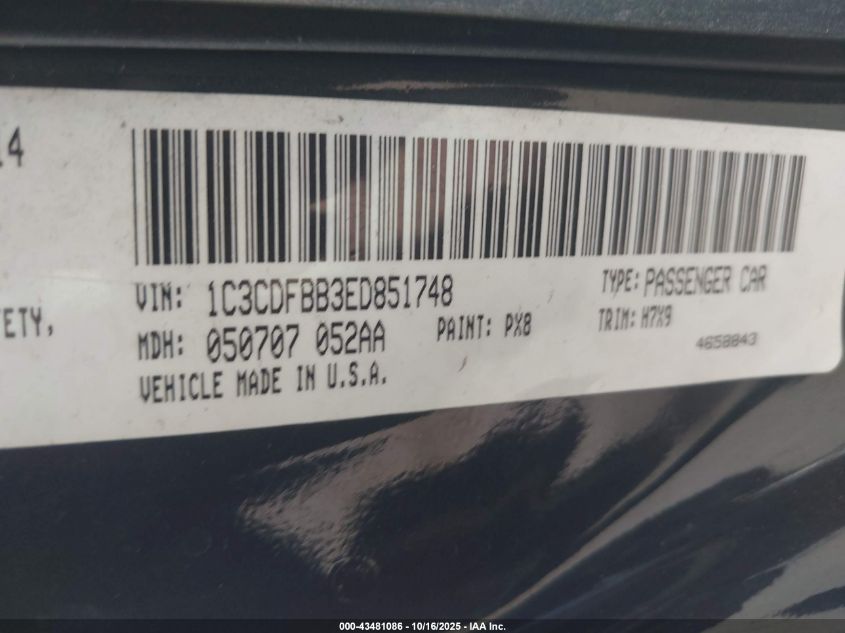 14
VIN: 1C3CDFBB3ED851748
TYPE: PASSENGER CAR
FETY,
MDH: 050707 052AA
PAINT: PX8
TRIM: H7X9
4658843
VEHICLE MADE IN U.S.A.
000-43481086 - 10/16/2025 - IAA Inc.